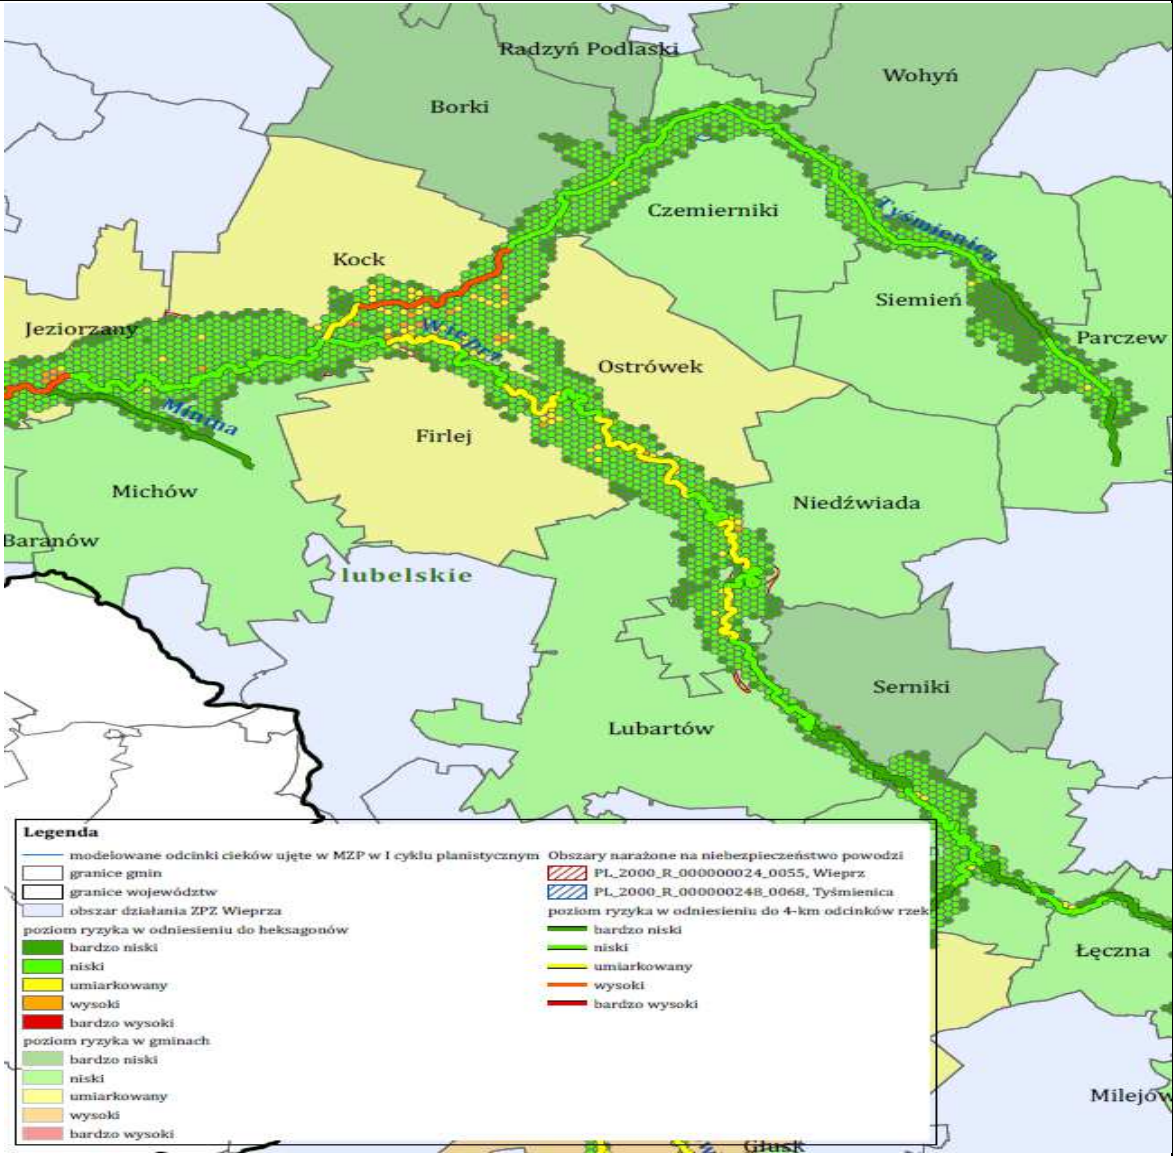 Radzyń Podlaski
Wohyń
Borki
Czemierniki
Tyśmienica
Kock
Siemień
Jeziorzany
Wieprz
Parczew
Ostrówek
Minina
Firlej
Michów
Niedźwiada
Baranów
lubelskie
Serniki
Lubartów
Łęczna
Milejów
Głusk
Legenda
modelowane odcinki cieków ujęte w MZP w I cyklu planistycznym
granice gmin
granice województw
obszar działania ZPZ Wieprza
poziom ryzyka w odniesieniu do heksagonów
bardzo niski
niski
umiarkowany
wysoki
bardzo wysoki
poziom ryzyka w gminach
bardzo niski
niski
umiarkowany
wysoki
bardzo wysoki
Obszary narażone na niebezpieczeństwo powodzi
PL_2000_R_000000024_0055, Wieprz
PL_2000_R_000000248_0068, Tyśmienica
poziom ryzyka w odniesieniu do 4-km odcinków rzek
bardzo niski
niski
umiarkowany
wysoki
bardzo wysoki